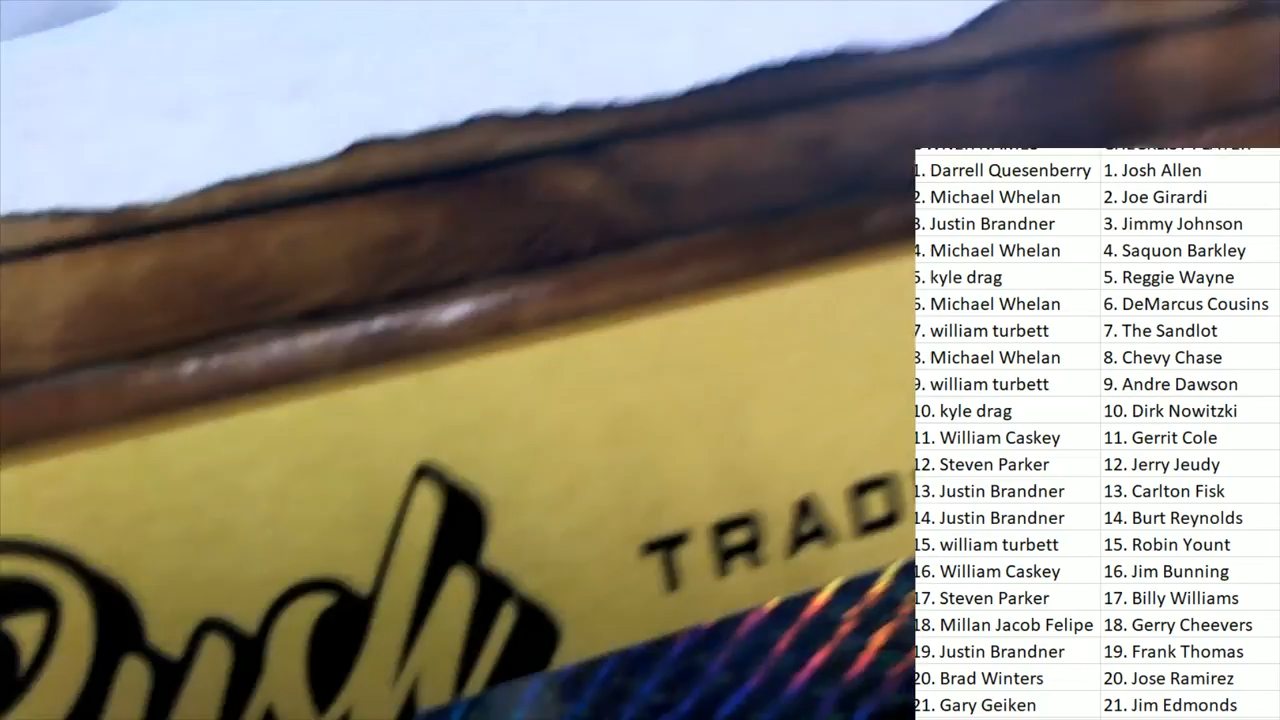 TRAD
1. Darrell Quesenberry 1. Josh Allen
2. Michael Whelan 2. Joe Girardi
3. Justin Brandner 3. Jimmy Johnson
4. Michael Whelan 4. Saquon Barkley
5. kyle drag 5. Reggie Wayne
6. Michael Whelan 6. DeMarcus Cousins
7. william turbett 7. The Sandlot
8. Michael Whelan 8. Chevy Chase
9. william turbett 9. Andre Dawson
10. kyle drag 10. Dirk Nowitzki
11. William Caskey 11. Gerrit Cole
12. Steven Parker 12. Jerry Jeudy
13. Justin Brandner 13. Carlton Fisk
14. Justin Brandner 14. Burt Reynolds
15. william turbett 15. Robin Yount
16. William Caskey 16. Jim Bunning
17. Steven Parker 17. Billy Williams
18. Millan Jacob Felipe 18. Gerry Cheevers
19. Justin Brandner 19. Frank Thomas
20. Brad Winters 20. Jose Ramirez
21. Gary Geiken 21. Jim Edmonds